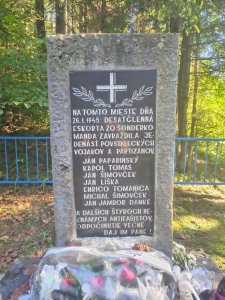 NA TOMTO MIESTE DŇA
25.1.1945 DESAŤČLENNÁ
ESKORTA ZO SONDERKO
MANDA ZAVRAŽDILA JE-
DENÁSŤ POVSTALECKÝCH
VOJAKOV A PARTIZÁNOV
JÁN PAPARINSKÝ
KAROL TOMAS
JÁN ŠIMOVČEK
JÁN LIŠKA
ENRICO TOMANICA
MICHAL ŠIMOVČEK
JÁN JAMBOR DANKE
A ĎALŠÍCH ŠTYROCH NE-
ZNÁMYCH ANTIFAŠISTOV
ODPOČINUTIE VEČNÉ
DAJ IM PANE!